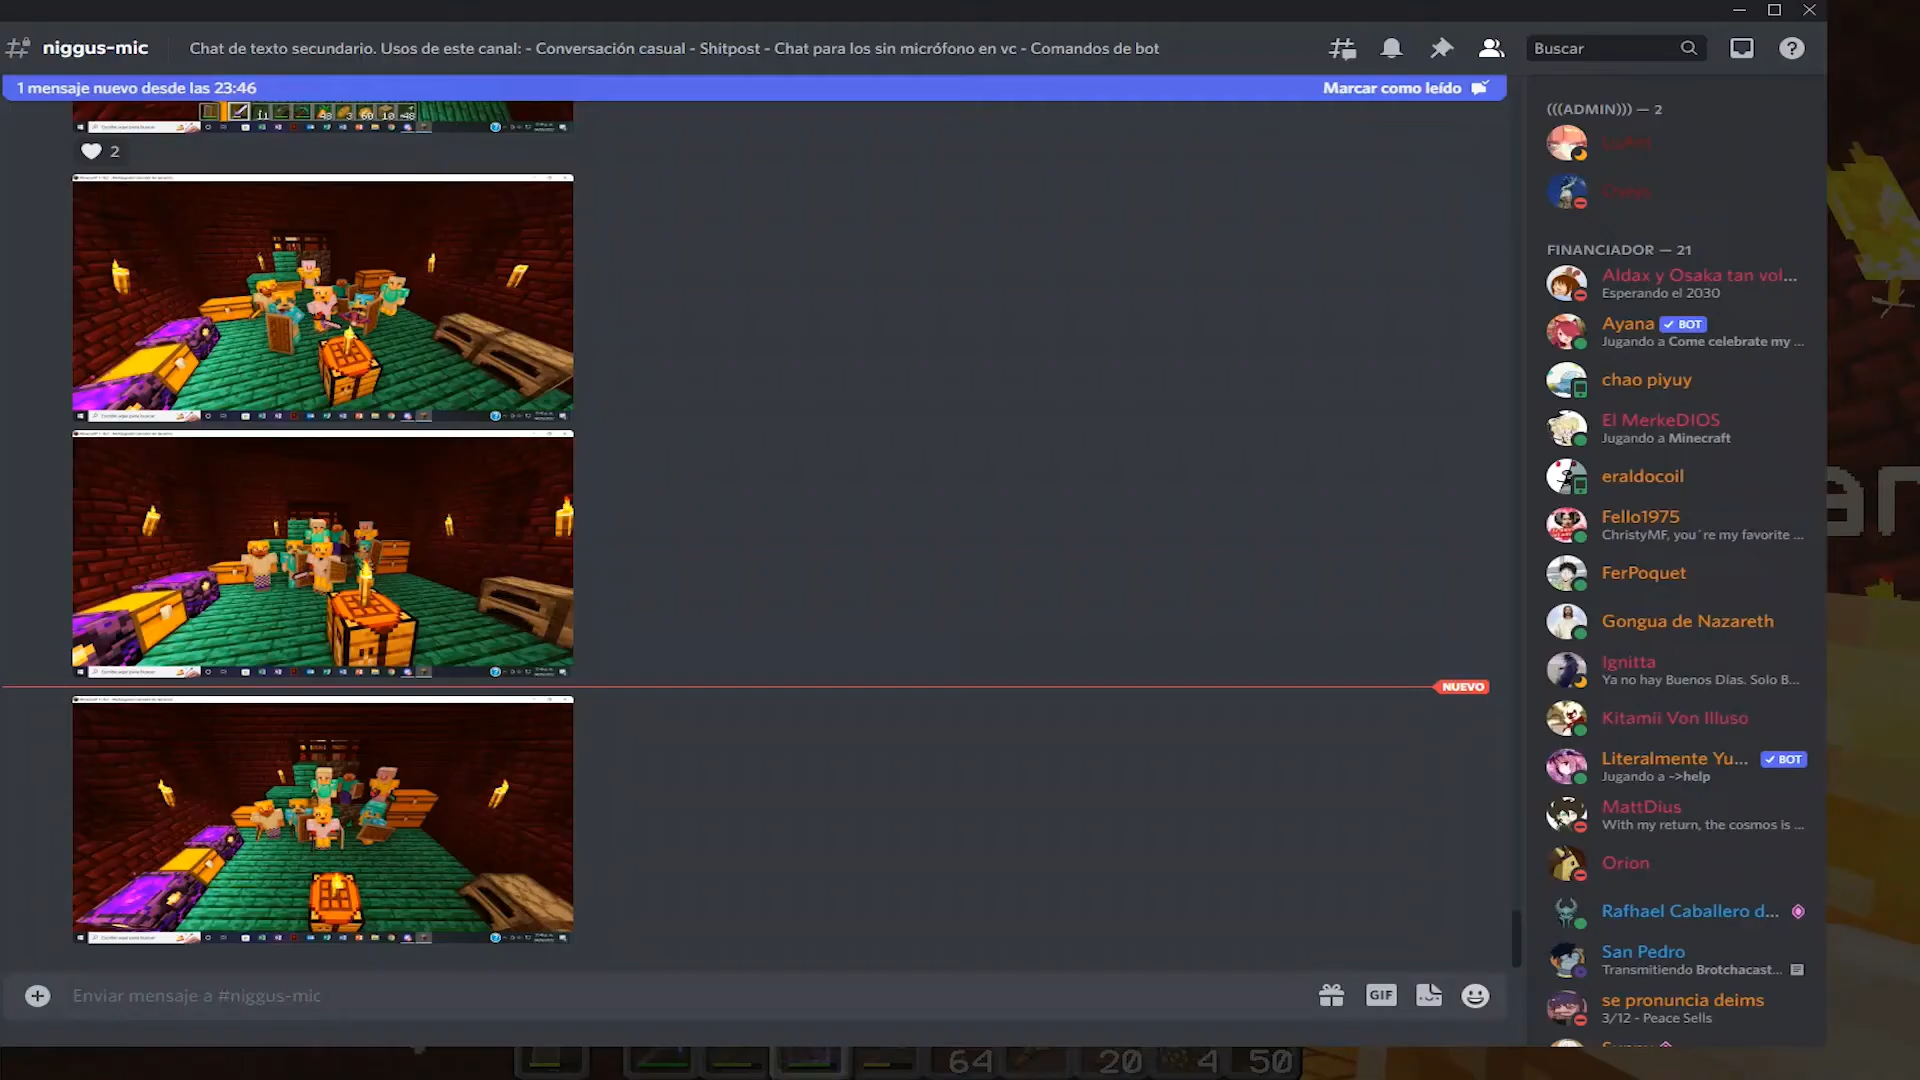 niggus-mic
Chat de texto secundario. Usos de este canal: - Conversación casual - Shitpost - Chat para los sin micrófono en vc - Comandos de bot
Buscar
1 mensaje nuevo desde las 23:46
Marcar como leído
2
NUEVO
Enviar mensaje a #niggus-mic
GIF
(((ADMIN))) — 2
FINANCIADOR — 21
Aldax y Osaka tan vol...
Esperando el 2030
Ayana BOT
Jugando a Come celebrate my ...
chao piyuy
El MerkeDIOS
Jugando a Minecraft
eraldocoil
Fello1975
ChristyMF, you´re my favorite ...
FerPoquet
Gongua de Nazareth
Ignitta
Ya no hay Buenos Días. Solo B...
Kitamii Von Illuso
Literalmente Yu... BOT
Jugando a ->help
MattDius
With my return, the cosmos is ...
Orion
Rafhael Caballero d...
San Pedro
Transmitiendo Brotchacast...
se pronuncia deims
3/12 - Peace Sells
ar
64
20
4
50